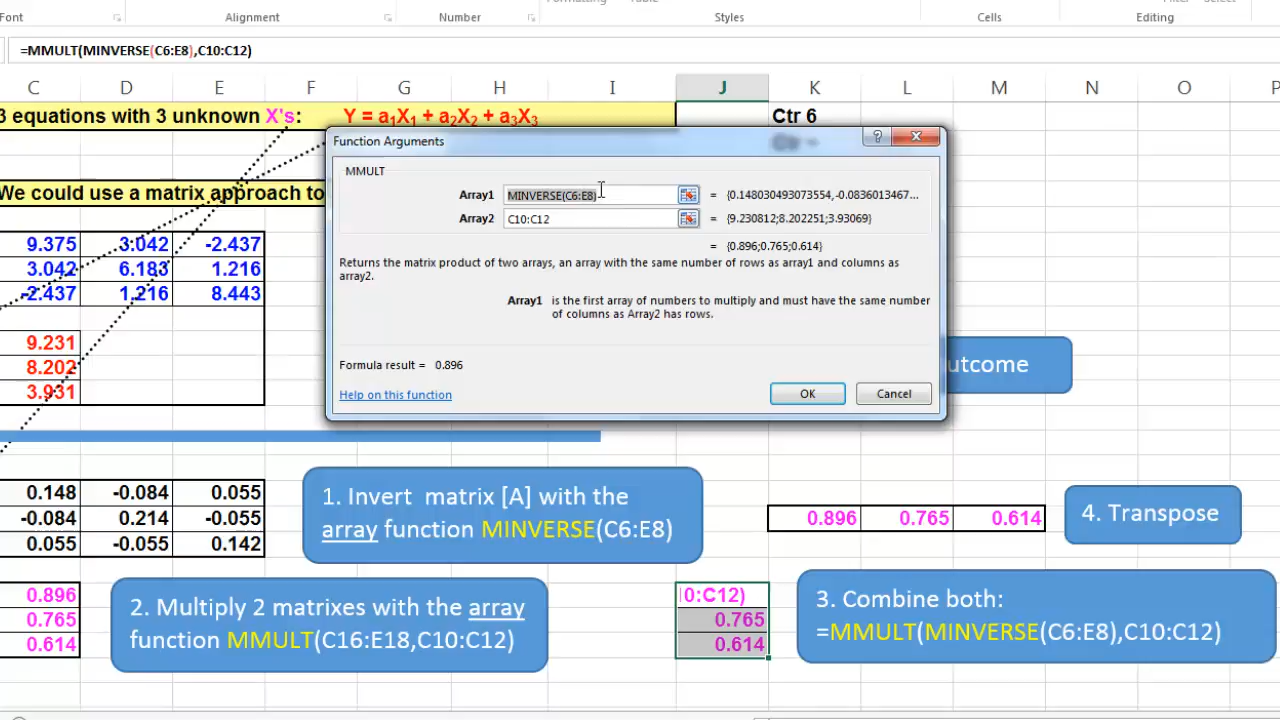 Font
Alignment
Number
Styles
Cells
Editing
=MMULT(MINVERSE(C6:E8),C10:C12)
C D E F G H I J K L M N O P
3 equations with 3 unknown X's: Y = a1X1 + a2X2 + a3X3
Ctr 6
Function Arguments
MMULT
Array1 MINVERSE(C6:E8) = {0.148030493073554,-0.0836013467...
Array2 C10:C12 = {9.230812;8.202251;3.93069}
= {0.896;0.765;0.614}
Returns the matrix product of two arrays, an array with the same number of rows as array1 and columns as
array2.
Array1 is the first array of numbers to multiply and must have the same number
of columns as Array2 has rows.
Formula result = 0.896
Help on this function
OK
Cancel
We could use a matrix approach to
9.375 3.042 -2.437
3.042 6.183 1.216
-2.437 1.216 8.443
9.231
8.202
3.931
utcome
0.148 -0.084 0.055
-0.084 0.214 -0.055
0.055 -0.055 0.142
1. Invert matrix [A] with the
array function MINVERSE(C6:E8)
0.896 0.765 0.614
4. Transpose
0.896
0.765
0.614
2. Multiply 2 matrixes with the array
function MMULT(C16:E18,C10:C12)
0:C12)
0.765
0.614
3. Combine both:
=MMULT(MINVERSE(C6:E8),C10:C12)